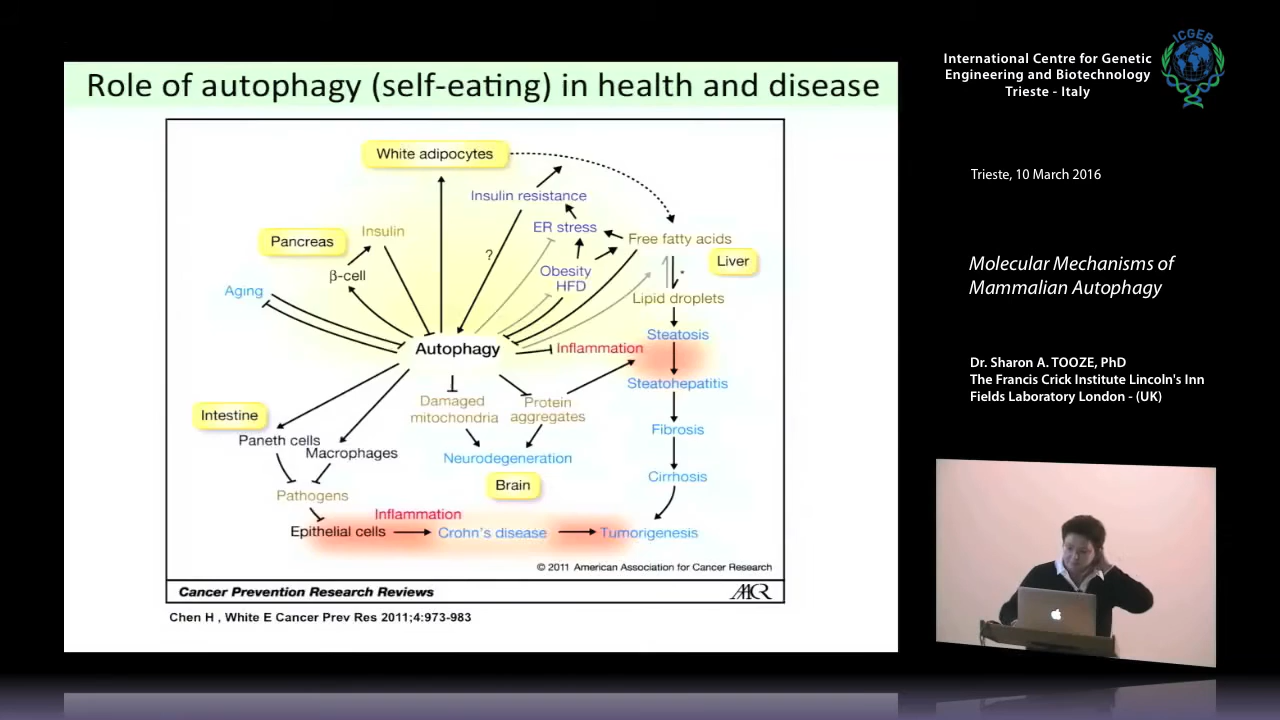 Role of autophagy (self-eating) in health and disease
White adipocytes
Insulin resistance
Pancreas
Insulin
ER stress
Free fatty acids
?
Liver
β-cell
Obesity
HFD
Aging
Lipid droplets
Steatosis
Autophagy
Inflammation
Steatohepatitis
Damaged
mitochondria
Protein
aggregates
Intestine
Fibrosis
Paneth cells
Macrophages
Neurodegeneration
Cirrhosis
Brain
Pathogens
Inflammation
Epithelial cells
Crohn's disease
Tumorigenesis
© 2011 American Association for Cancer Research
Cancer Prevention Research Reviews
AACR
Chen H , White E Cancer Prev Res 2011;4:973-983
International Centre for Genetic
Engineering and Biotechnology
Trieste - Italy
ICGEB
Trieste, 10 March 2016
Molecular Mechanisms of
Mammalian Autophagy
Dr. Sharon A. TOOZE, PhD
The Francis Crick Institute Lincoln's Inn
Fields Laboratory London - (UK)